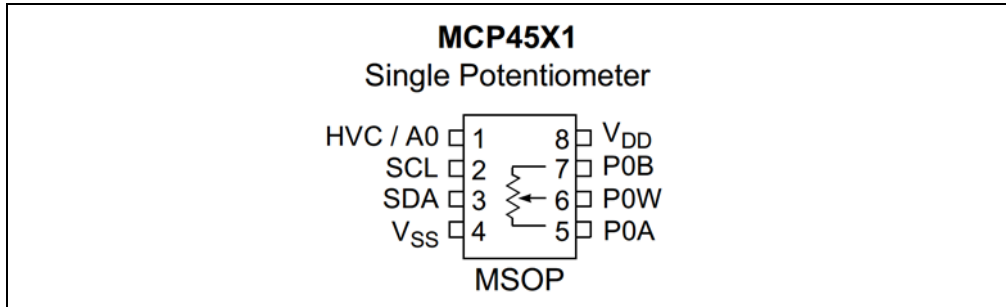 MCP45X1
Single Potentiometer
HVC / A0 1 8 VDD
SCL 2 7 P0B
SDA 3 6 P0W
VSS 4 5 P0A
MSOP